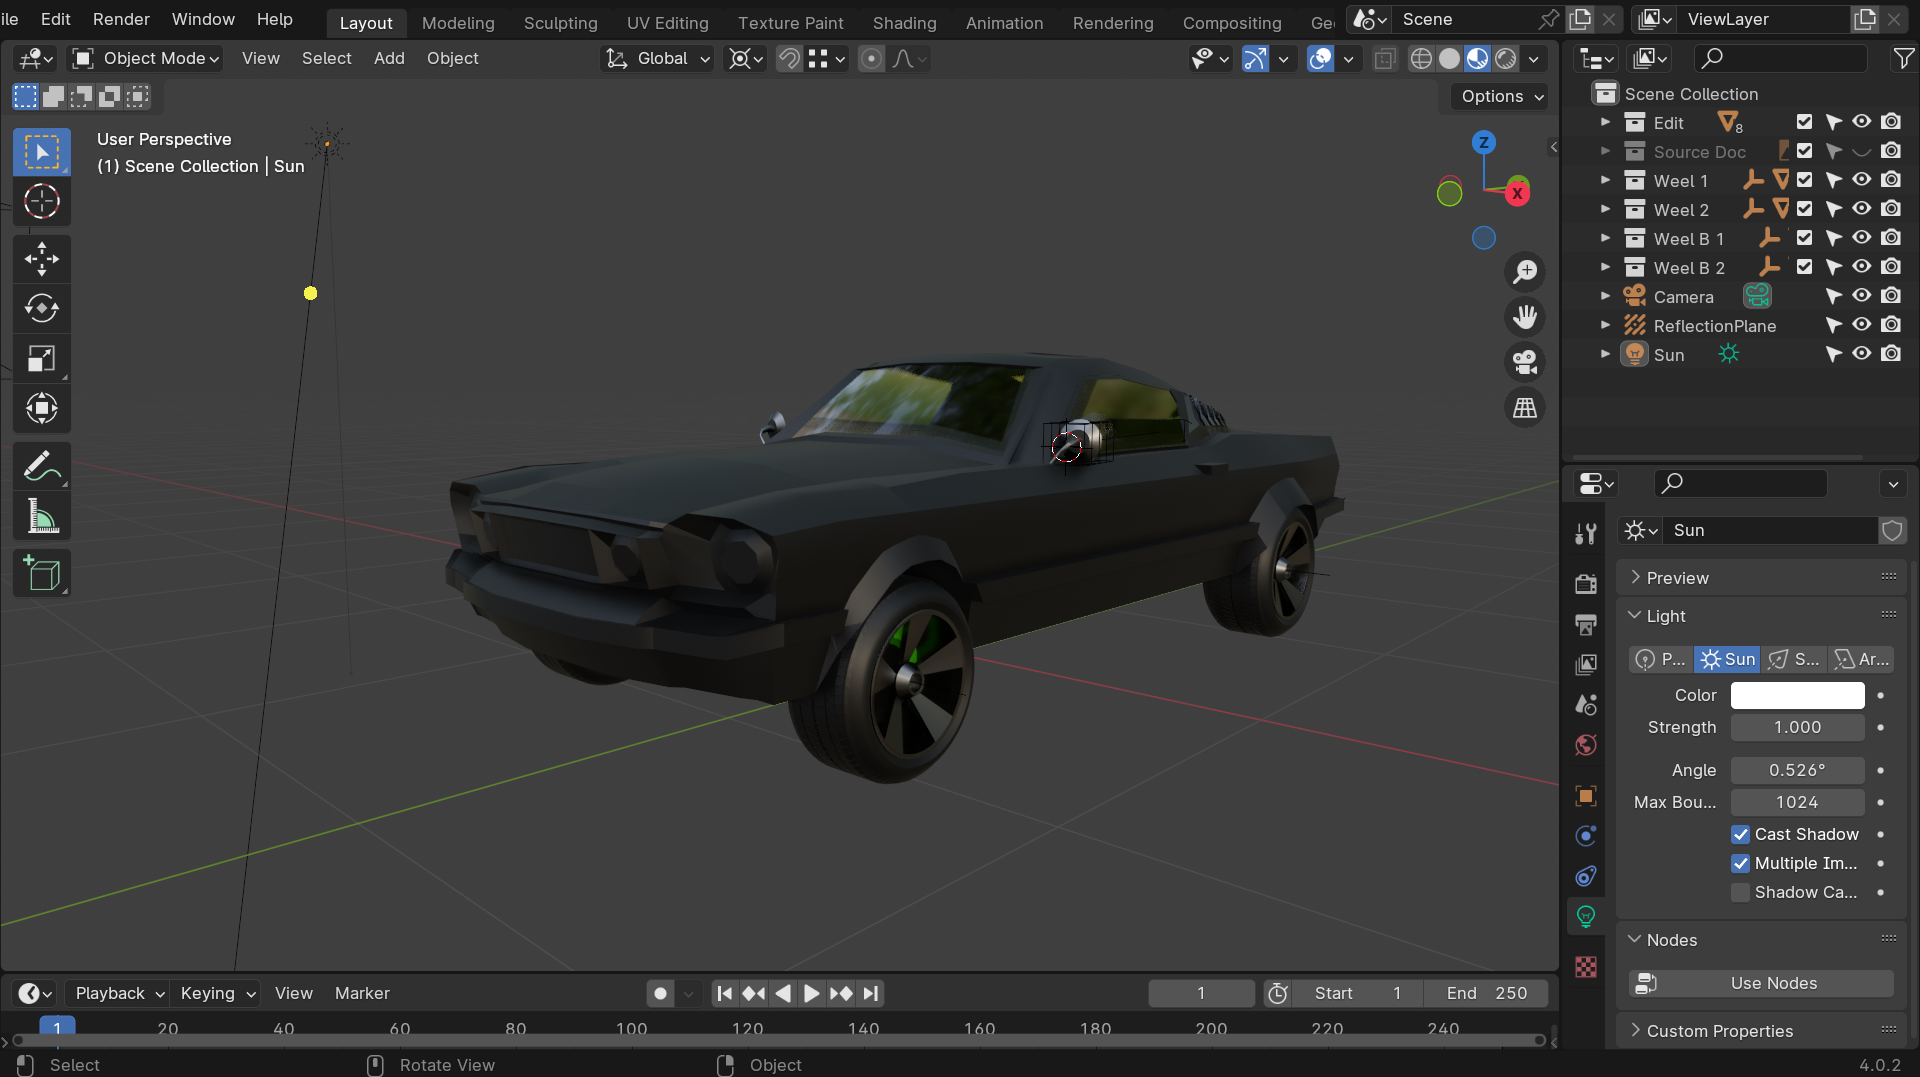 ile Edit Render Window Help Layout Modeling Sculpting UV Editing Texture Paint Shading Animation Rendering Compositing Ge Scene ViewLayer
Object Mode View Select Add Object Global
Options
User Perspective
(1) Scene Collection | Sun
Z
X
Scene Collection
Edit 8
Source Doc
Weel 1
Weel 2
Weel B 1
Weel B 2
Camera
ReflectionPlane
Sun
Sun
Preview
Light
P... Sun S... Ar...
Color
Strength 1.000
Angle 0.526°
Max Bou... 1024
Cast Shadow
Multiple Im...
Shadow Ca...
Nodes
Use Nodes
Custom Properties
Playback Keying View Marker 1 Start 1 End 250
1 20 40 60 80 100 120 140 160 180 200 220 240
Select Rotate View Object 4.0.2